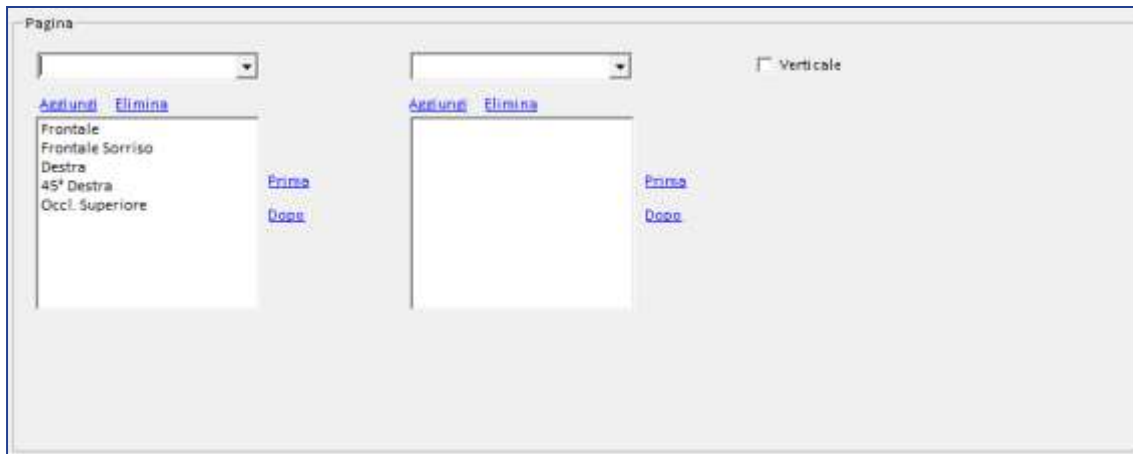 Pagina
Verticale
Aggiungi Elimina Aggiungi Elimina
Frontale
Frontale Sorriso
Destra
45° Destra
Occl. Superiore
Prima Prima
Dopo Dopo